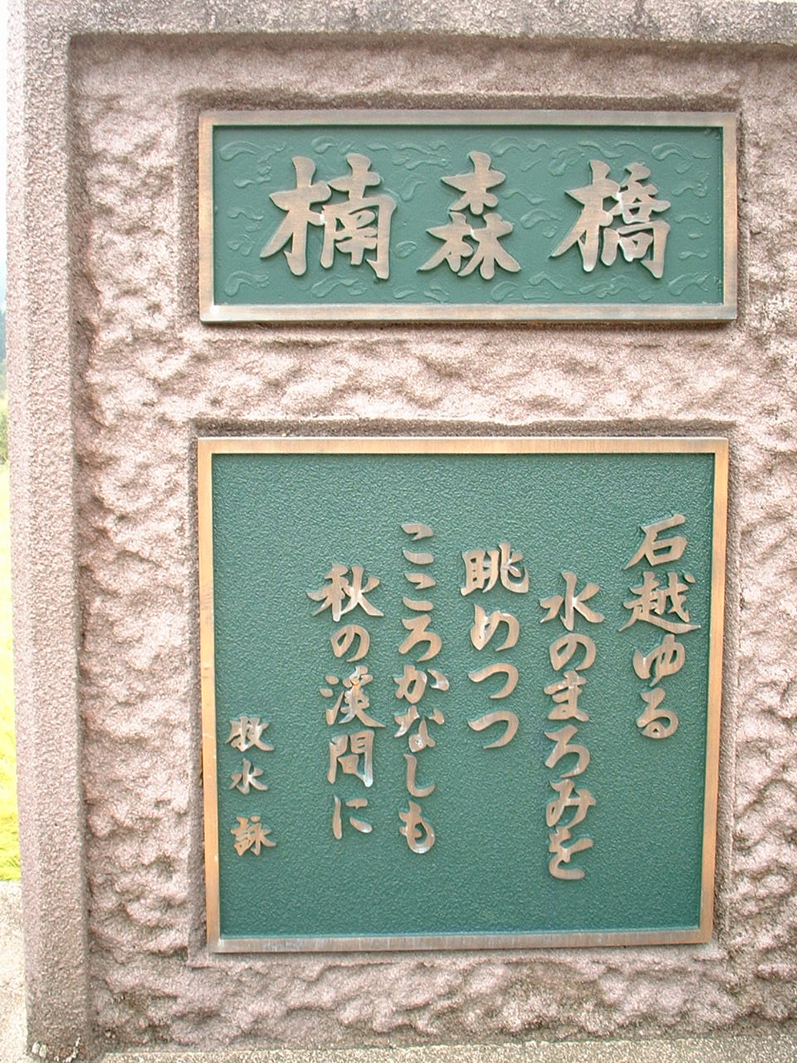 楠森橋
石越ゆる
水のまろみを
眺めつつ
こころかなしも
秋の渓間に
牧水 詠